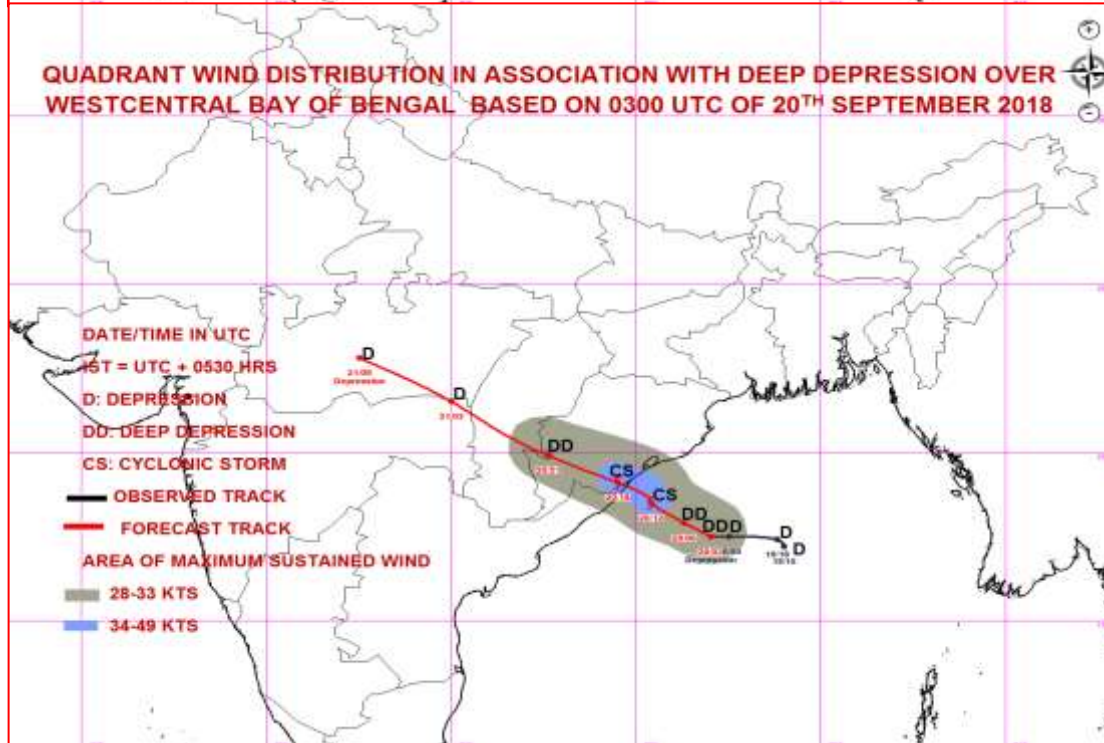 QUADRANT WIND DISTRIBUTION IN ASSOCIATION WITH DEEP DEPRESSION OVER
WESTCENTRAL BAY OF BENGAL BASED ON 0300 UTC OF 20TH SEPTEMBER 2018
DATE/TIME IN UTC
IST = UTC + 0530 HRS
D: DEPRESSION
DD: DEEP DEPRESSION
CS: CYCLONIC STORM
OBSERVED TRACK
FORECAST TRACK
AREA OF MAXIMUM SUSTAINED WIND
28-33 KTS
34-49 KTS
D
Depression
D
DD
CS
CS
DD
DDD
D
D